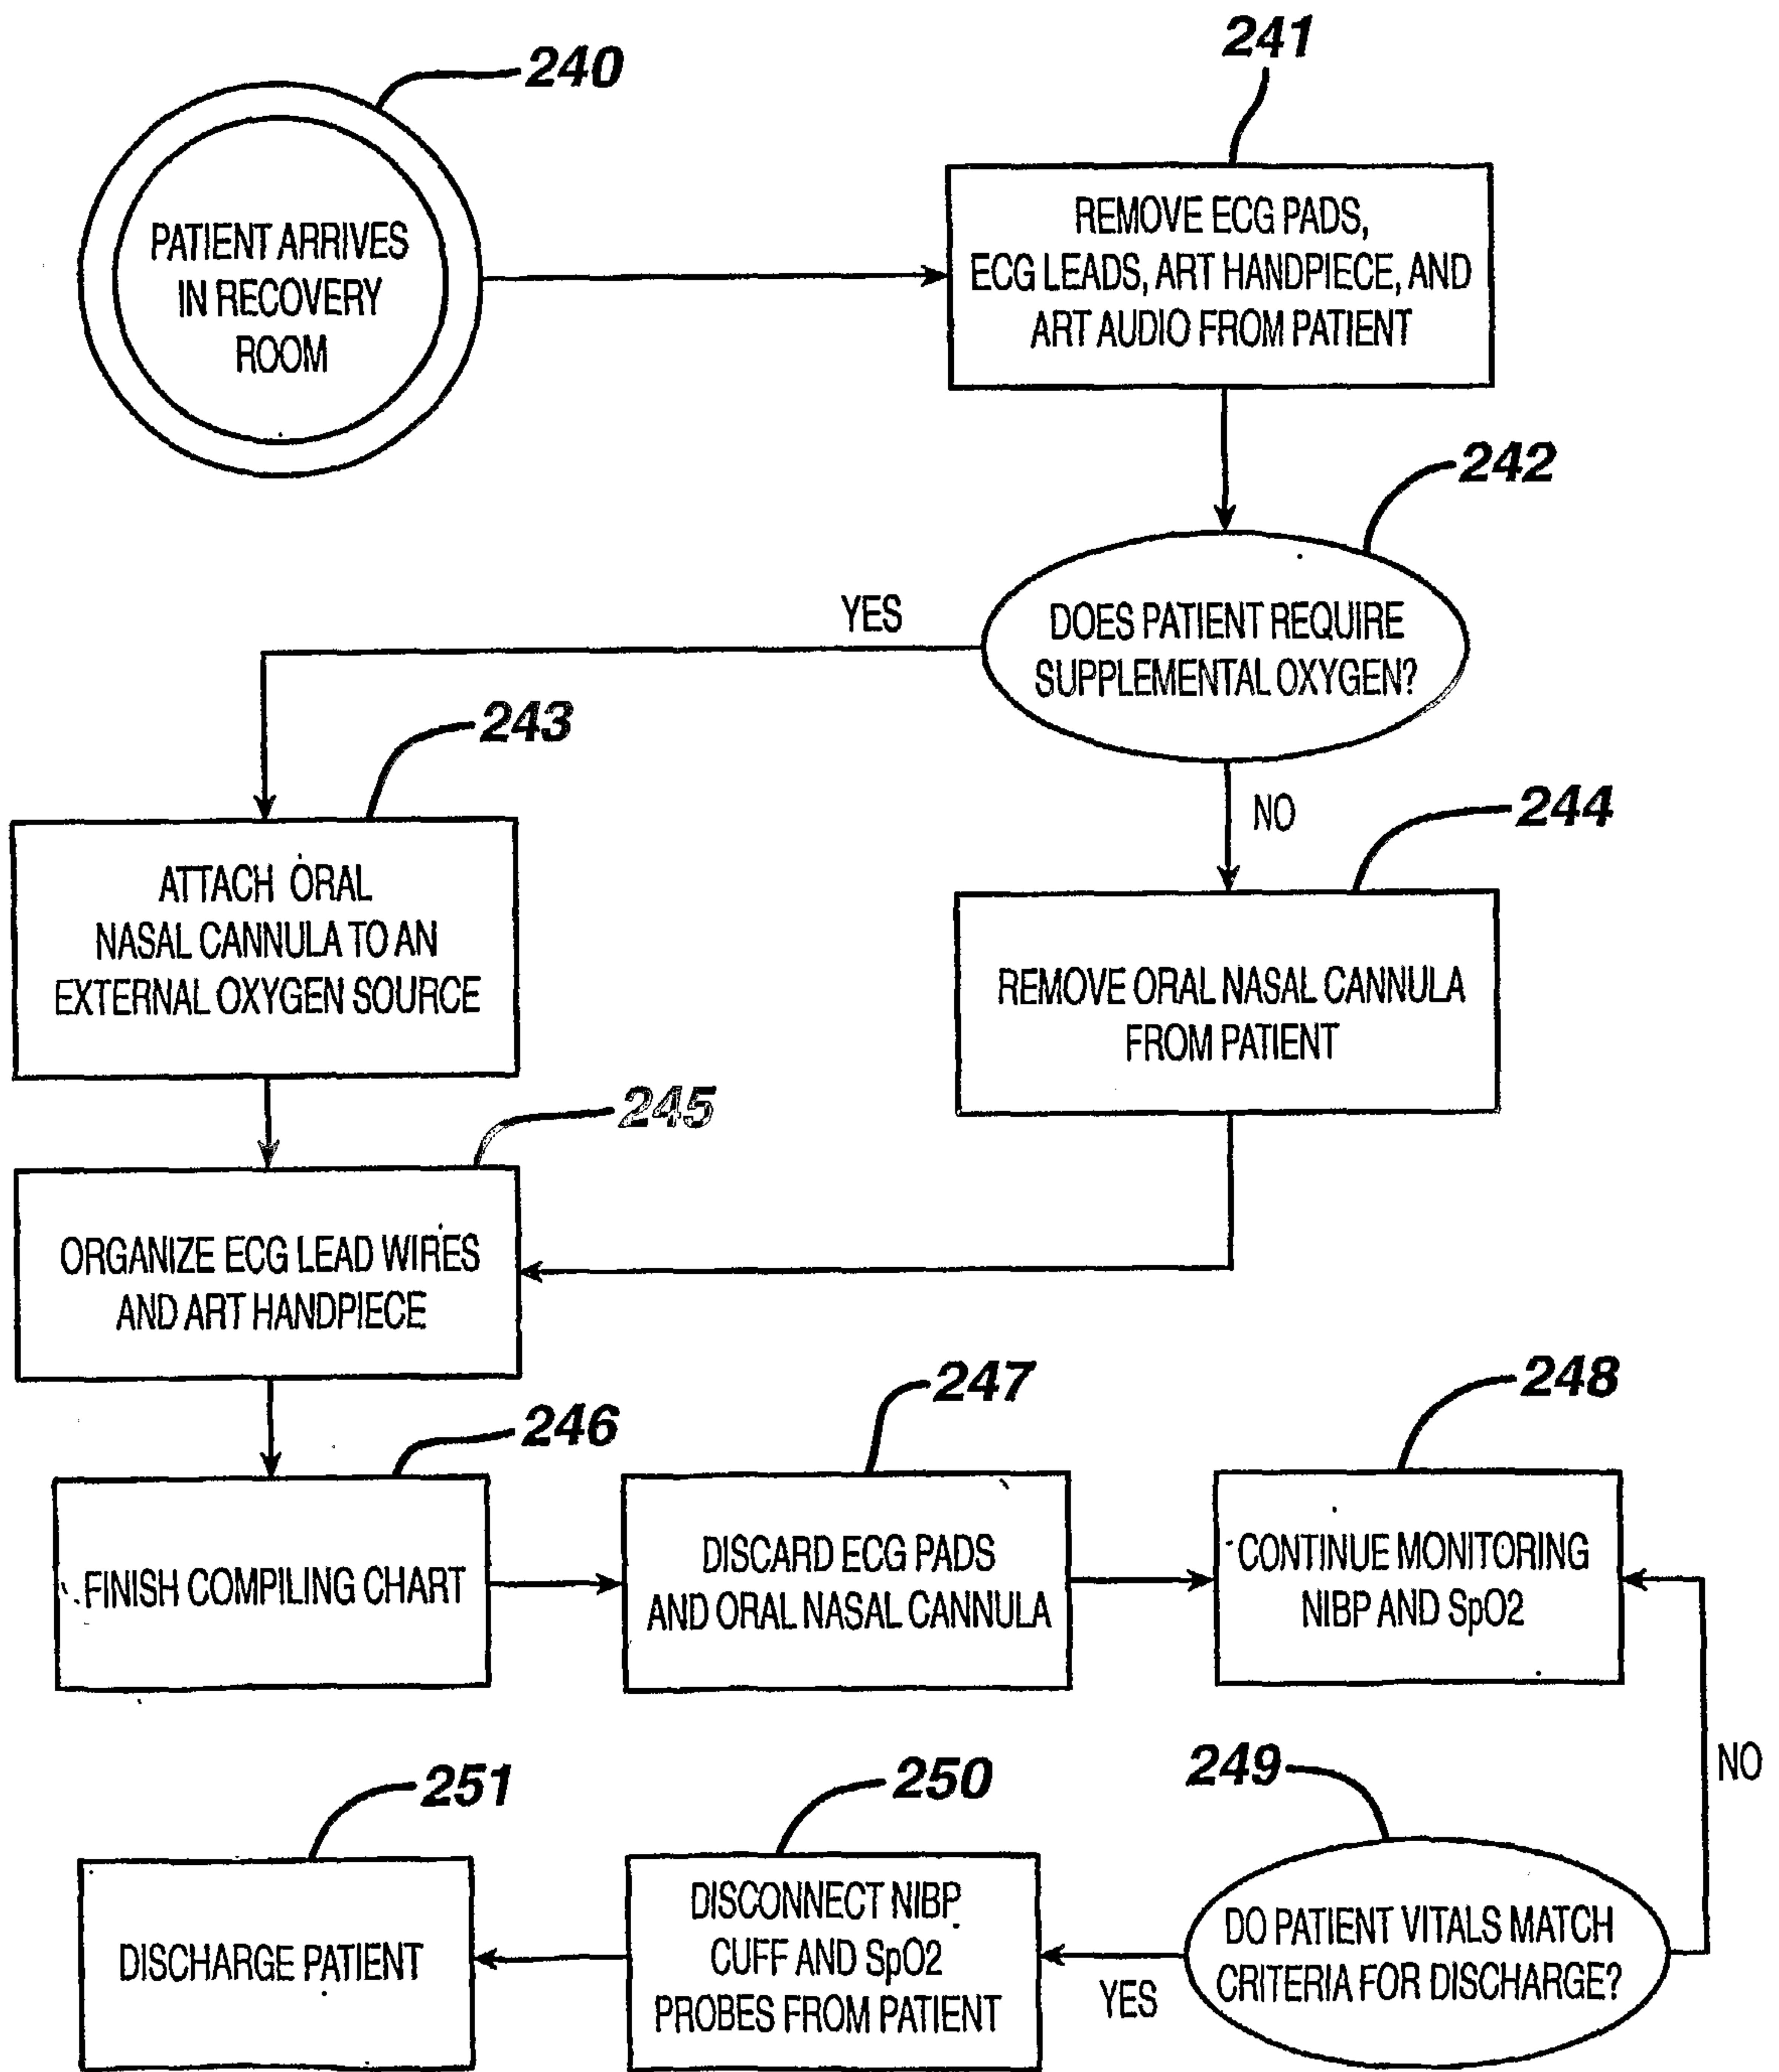 240
PATIENT ARRIVES
IN RECOVERY
ROOM
241
REMOVE ECG PADS,
ECG LEADS, ART HANDPIECE, AND
ART AUDIO FROM PATIENT
242
DOES PATIENT REQUIRE
SUPPLEMENTAL OXYGEN?
YES
NO
243
ATTACH ORAL
NASAL CANNULA TO AN
EXTERNAL OXYGEN SOURCE
244
REMOVE ORAL NASAL CANNULA
FROM PATIENT
245
ORGANIZE ECG LEAD WIRES
AND ART HANDPIECE
246
FINISH COMPILING CHART
247
DISCARD ECG PADS
AND ORAL NASAL CANNULA
248
CONTINUE MONITORING
NIBP AND SpO2
249
DO PATIENT VITALS MATCH
CRITERIA FOR DISCHARGE?
NO
YES
250
DISCONNECT NIBP
CUFF AND SpO2
PROBES FROM PATIENT
251
DISCHARGE PATIENT